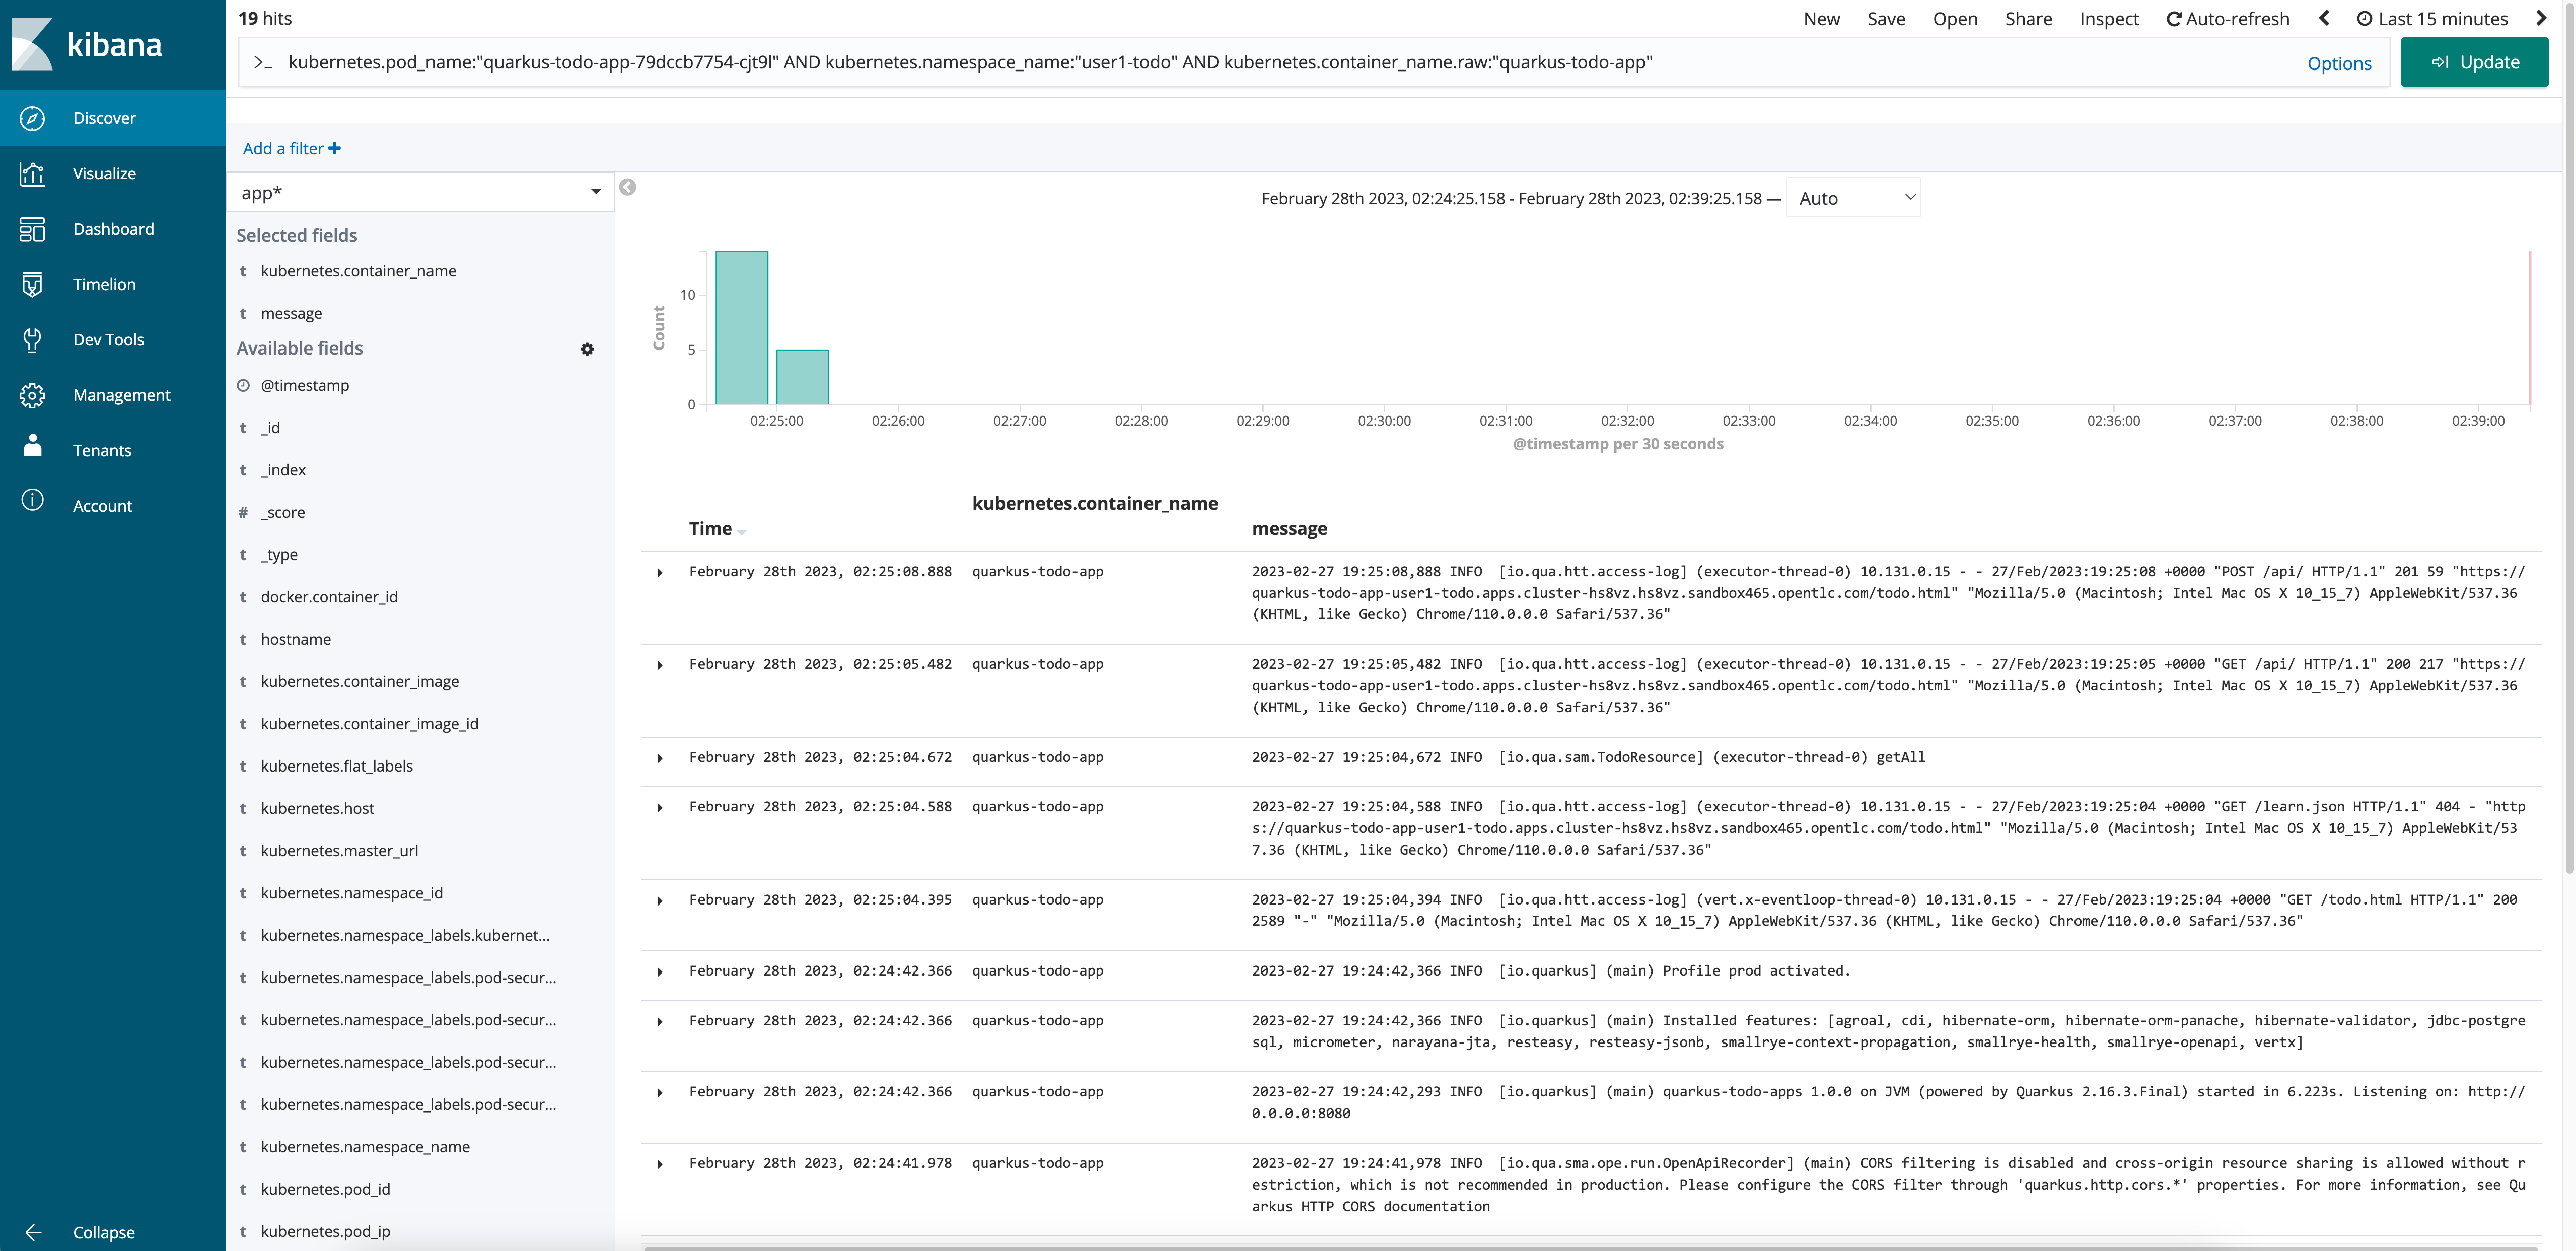 kibana
Discover
Visualize
Dashboard
Timelion
Dev Tools
Management
Tenants
Account
Collapse
19 hits
New Save Open Share Inspect Auto-refresh Last 15 minutes
>_ kubernetes.pod_name:"quarkus-todo-app-79dccb7754-cjt9l" AND kubernetes.namespace_name:"user1-todo" AND kubernetes.container_name.raw:"quarkus-todo-app"
Options
Update
Add a filter
app*
Selected fields
t kubernetes.container_name
t message
Available fields
@timestamp
t _id
t _index
# _score
t _type
t docker.container_id
t hostname
t kubernetes.container_image
t kubernetes.container_image_id
t kubernetes.flat_labels
t kubernetes.host
t kubernetes.master_url
t kubernetes.namespace_id
t kubernetes.namespace_labels.kubernet...
t kubernetes.namespace_labels.pod-secur...
t kubernetes.namespace_labels.pod-secur...
t kubernetes.namespace_labels.pod-secur...
t kubernetes.namespace_labels.pod-secur...
t kubernetes.namespace_name
t kubernetes.pod_id
t kubernetes.pod_ip
February 28th 2023, 02:24:25.158 - February 28th 2023, 02:39:25.158 — Auto
Count
10
5
0
02:25:00 02:26:00 02:27:00 02:28:00 02:29:00 02:30:00 02:31:00 02:32:00 02:33:00 02:34:00 02:35:00 02:36:00 02:37:00 02:38:00 02:39:00
@timestamp per 30 seconds
kubernetes.container_name
Time message
February 28th 2023, 02:25:08.888 quarkus-todo-app 2023-02-27 19:25:08,888 INFO [io.qua.htt.access-log] (executor-thread-0) 10.131.0.15 - - 27/Feb/2023:19:25:08 +0000 "POST /api/ HTTP/1.1" 201 59 "https://
quarkus-todo-app-user1-todo.apps.cluster-hs8vz.hs8vz.sandbox465.opentlc.com/todo.html" "Mozilla/5.0 (Macintosh; Intel Mac OS X 10_15_7) AppleWebKit/537.36
(KHTML, like Gecko) Chrome/110.0.0.0 Safari/537.36"
February 28th 2023, 02:25:05.482 quarkus-todo-app 2023-02-27 19:25:05,482 INFO [io.qua.htt.access-log] (executor-thread-0) 10.131.0.15 - - 27/Feb/2023:19:25:05 +0000 "GET /api/ HTTP/1.1" 200 217 "https://
quarkus-todo-app-user1-todo.apps.cluster-hs8vz.hs8vz.sandbox465.opentlc.com/todo.html" "Mozilla/5.0 (Macintosh; Intel Mac OS X 10_15_7) AppleWebKit/537.36
(KHTML, like Gecko) Chrome/110.0.0.0 Safari/537.36"
February 28th 2023, 02:25:04.672 quarkus-todo-app 2023-02-27 19:25:04,672 INFO [io.qua.sam.TodoResource] (executor-thread-0) getAll
February 28th 2023, 02:25:04.588 quarkus-todo-app 2023-02-27 19:25:04,588 INFO [io.qua.htt.access-log] (executor-thread-0) 10.131.0.15 - - 27/Feb/2023:19:25:04 +0000 "GET /learn.json HTTP/1.1" 404 - "http
s://quarkus-todo-app-user1-todo.apps.cluster-hs8vz.hs8vz.sandbox465.opentlc.com/todo.html" "Mozilla/5.0 (Macintosh; Intel Mac OS X 10_15_7) AppleWebKit/53
7.36 (KHTML, like Gecko) Chrome/110.0.0.0 Safari/537.36"
February 28th 2023, 02:25:04.395 quarkus-todo-app 2023-02-27 19:25:04,394 INFO [io.qua.htt.access-log] (vert.x-eventloop-thread-0) 10.131.0.15 - - 27/Feb/2023:19:25:04 +0000 "GET /todo.html HTTP/1.1" 200
2589 "-" "Mozilla/5.0 (Macintosh; Intel Mac OS X 10_15_7) AppleWebKit/537.36 (KHTML, like Gecko) Chrome/110.0.0.0 Safari/537.36"
February 28th 2023, 02:24:42.366 quarkus-todo-app 2023-02-27 19:24:42,366 INFO [io.quarkus] (main) Profile prod activated.
February 28th 2023, 02:24:42.366 quarkus-todo-app 2023-02-27 19:24:42,366 INFO [io.quarkus] (main) Installed features: [agroal, cdi, hibernate-orm, hibernate-orm-panache, hibernate-validator, jdbc-postgre
sql, micrometer, narayana-jta, resteasy, resteasy-jsonb, smallrye-context-propagation, smallrye-health, smallrye-openapi, vertx]
February 28th 2023, 02:24:42.366 quarkus-todo-app 2023-02-27 19:24:42,293 INFO [io.quarkus] (main) quarkus-todo-apps 1.0.0 on JVM (powered by Quarkus 2.16.3.Final) started in 6.223s. Listening on: http://
0.0.0.0:8080
February 28th 2023, 02:24:41.978 quarkus-todo-app 2023-02-27 19:24:41,978 INFO [io.qua.sma.ope.run.OpenApiRecorder] (main) CORS filtering is disabled and cross-origin resource sharing is allowed without r
estriction, which is not recommended in production. Please configure the CORS filter through 'quarkus.http.cors.*' properties. For more information, see Qu
arkus HTTP CORS documentation